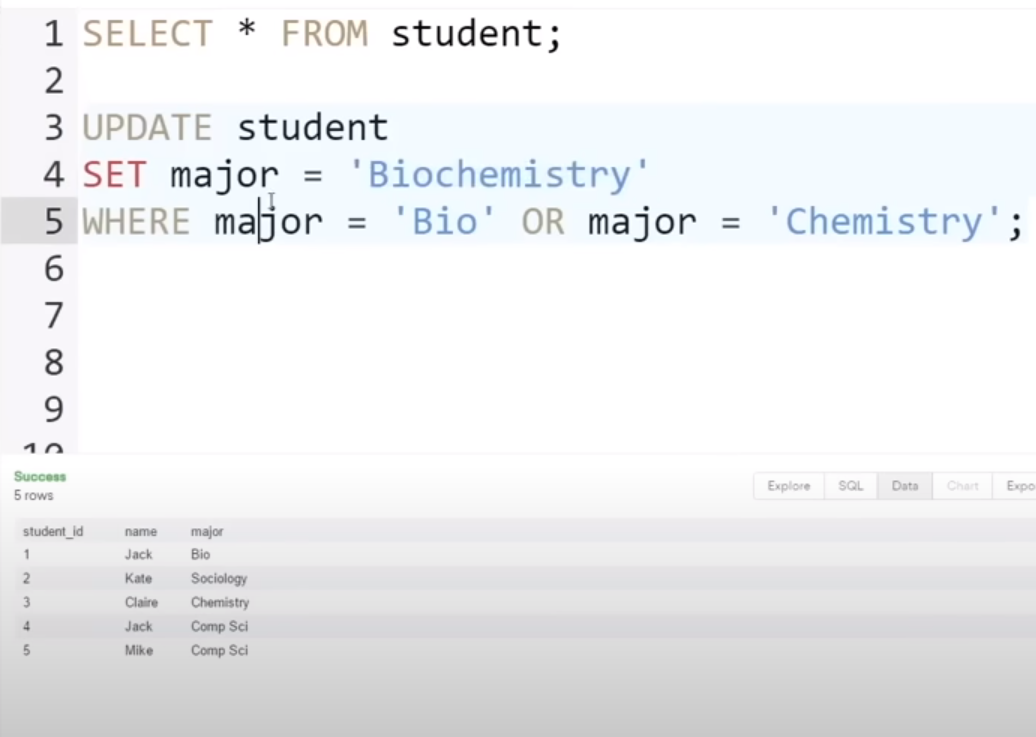 1 SELECT * FROM student;
2
3 UPDATE student
4 SET major = 'Biochemistry'
5 WHERE major = 'Bio' OR major = 'Chemistry';
6
7
8
9
10
Success
5 rows
Explore SQL Data Chart Expo
student_id name major
1 Jack Bio
2 Kate Sociology
3 Claire Chemistry
4 Jack Comp Sci
5 Mike Comp Sci